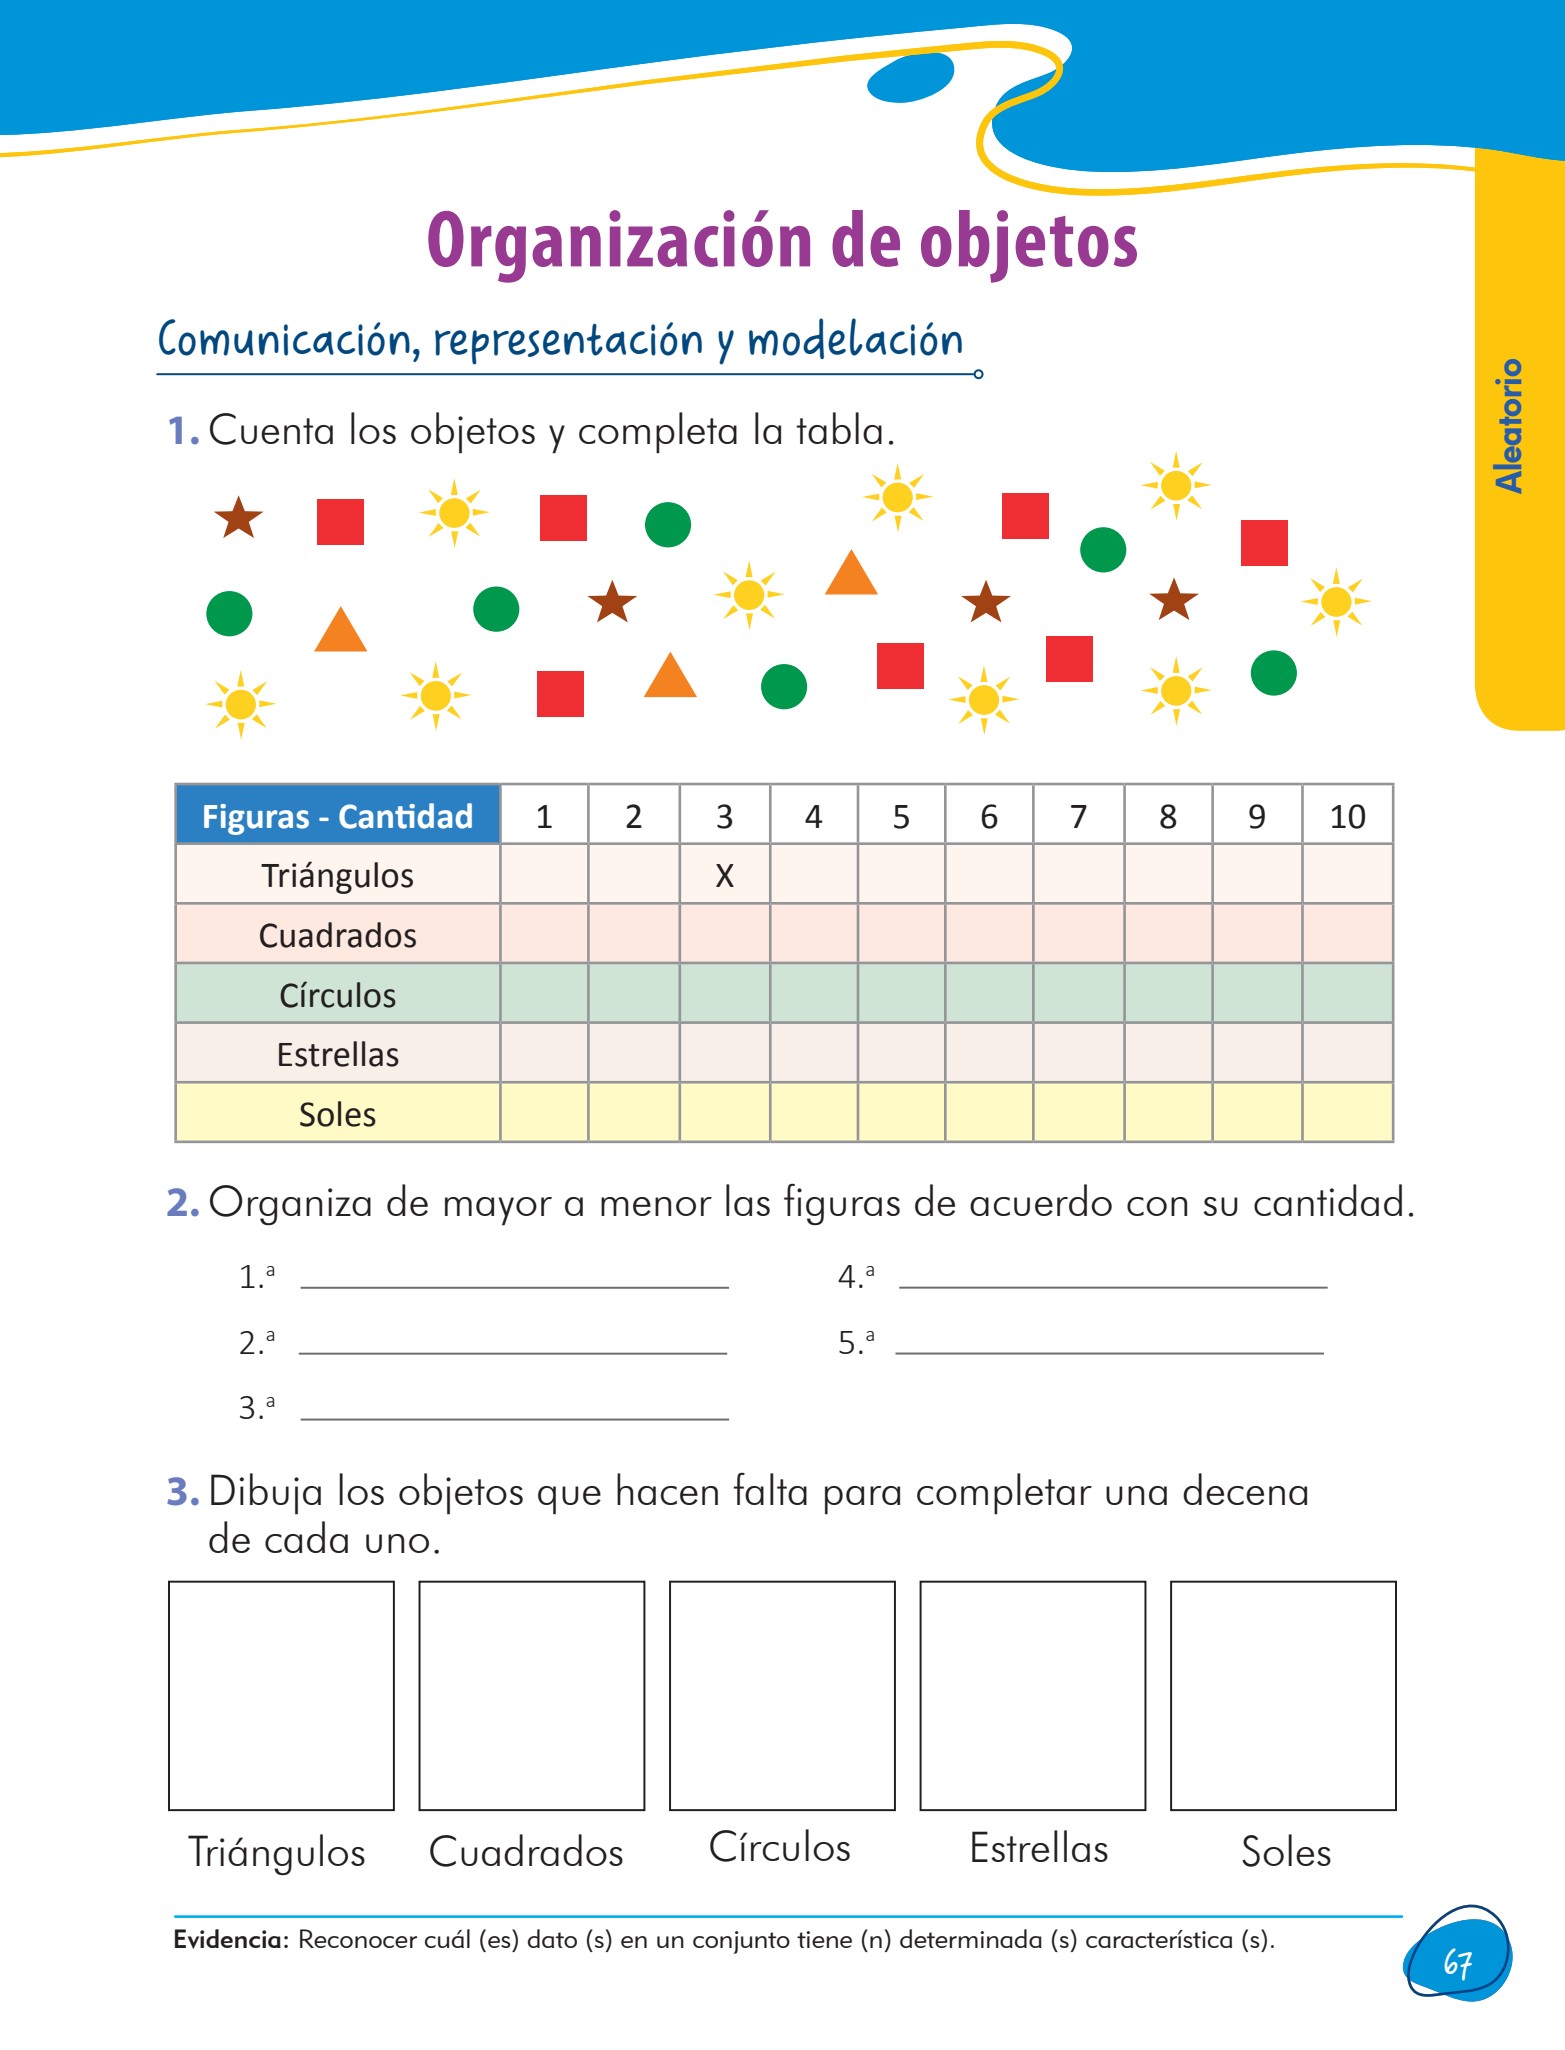 Organización de objetos
Comunicación, representación y modelación
Aleatorio
1. Cuenta los objetos y completa la tabla.
Figuras - Cantidad 1 2 3 4 5 6 7 8 9 10
Triángulos X
Cuadrados
Círculos
Estrellas
Soles
2. Organiza de mayor a menor las figuras de acuerdo con su cantidad.
1.ª 4.ª
2.ª 5.ª
3.ª
3. Dibuja los objetos que hacen falta para completar una decena
de cada uno.
Triángulos Cuadrados Círculos Estrellas Soles
Evidencia: Reconocer cuál (es) dato (s) en un conjunto tiene (n) determinada (s) característica (s).
67